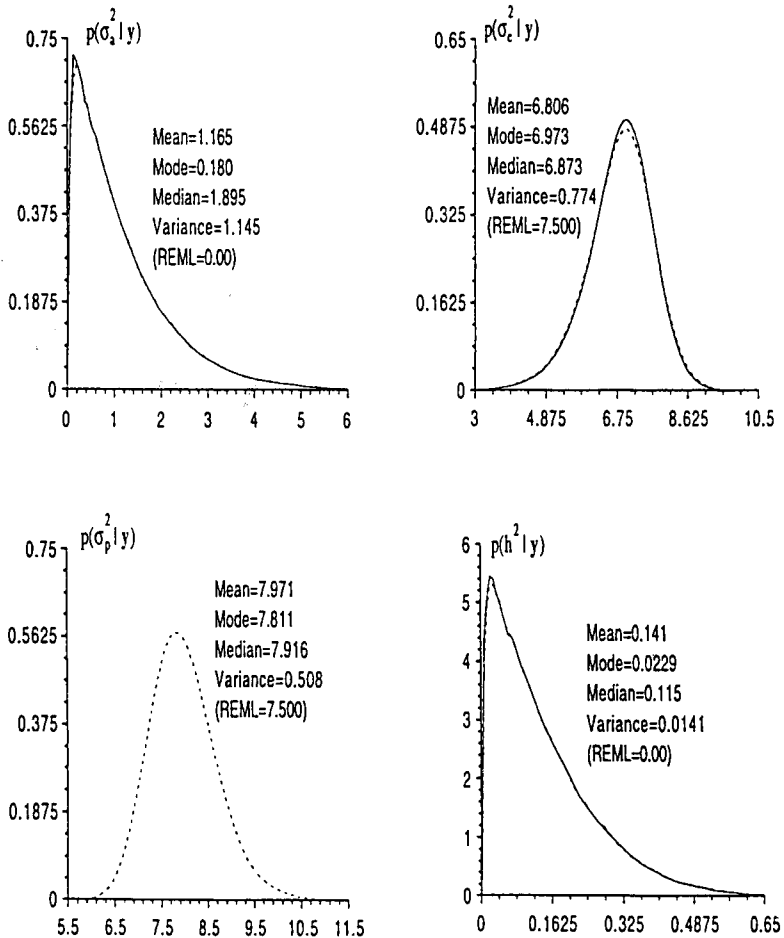 p(σ²ₐ | y)
0.75
0.5625
0.375
0.1875
0
Mean=1.165
Mode=0.180
Median=1.895
Variance=1.145
(REML=0.00)
0 1 2 3 4 5 6
p(σ²_c | y)
0.65
0.4875
0.325
0.1625
0
Mean=6.806
Mode=6.973
Median=6.873
Variance=0.774
(REML=7.500)
3 4.875 6.75 8.625 10.5
p(σ²_p | y)
0.75
0.5625
0.375
0.1875
0
Mean=7.971
Mode=7.811
Median=7.916
Variance=0.508
(REML=7.500)
5.5 6.5 7.5 8.5 9.5 10.5 11.5
p(h² | y)
6
5
4
3
2
1
0
Mean=0.141
Mode=0.0229
Median=0.115
Variance=0.0141
(REML=0.00)
0 0.1625 0.325 0.4875 0.65